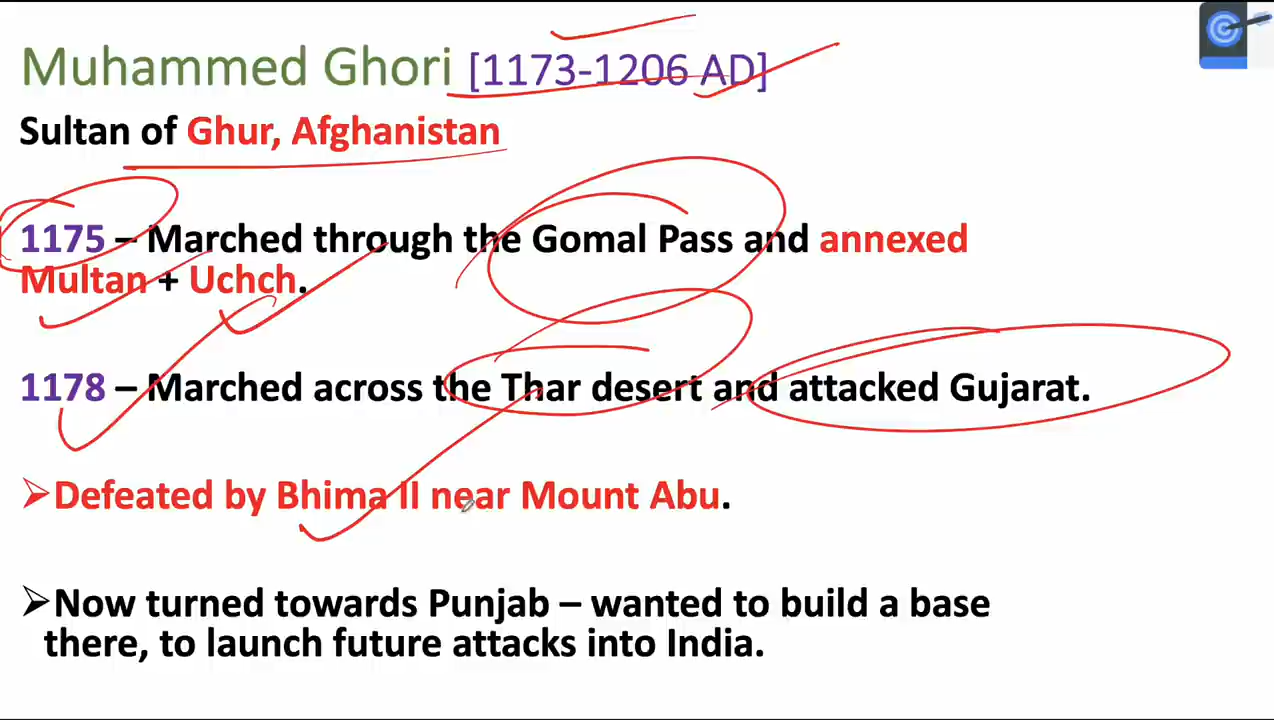 Muhammed Ghori [1173-1206 AD]
Sultan of Ghur, Afghanistan
1175 – Marched through the Gomal Pass and annexed
Multan + Uchch.
1178 – Marched across the Thar desert and attacked Gujarat.
➢Defeated by Bhima II near Mount Abu.
➢Now turned towards Punjab – wanted to build a base
there, to launch future attacks into India.